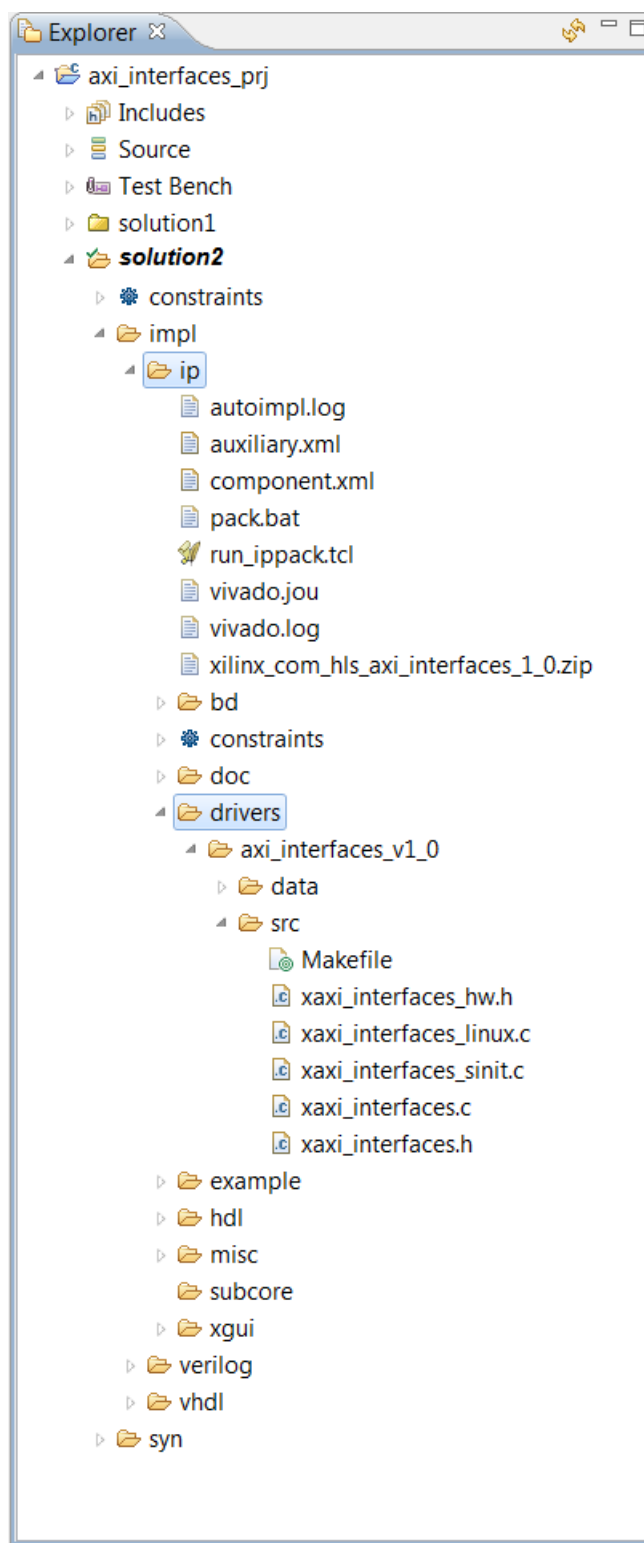 Explorer
axi_interfaces_prj
Includes
Source
Test Bench
solution1
solution2
constraints
impl
ip
autoimpl.log
auxiliary.xml
component.xml
pack.bat
run_ippack.tcl
vivado.jou
vivado.log
xilinx_com_hls_axi_interfaces_1_0.zip
bd
constraints
doc
drivers
axi_interfaces_v1_0
data
src
Makefile
xaxi_interfaces_hw.h
xaxi_interfaces_linux.c
xaxi_interfaces_sinit.c
xaxi_interfaces.c
xaxi_interfaces.h
example
hdl
misc
subcore
xgui
verilog
vhdl
syn